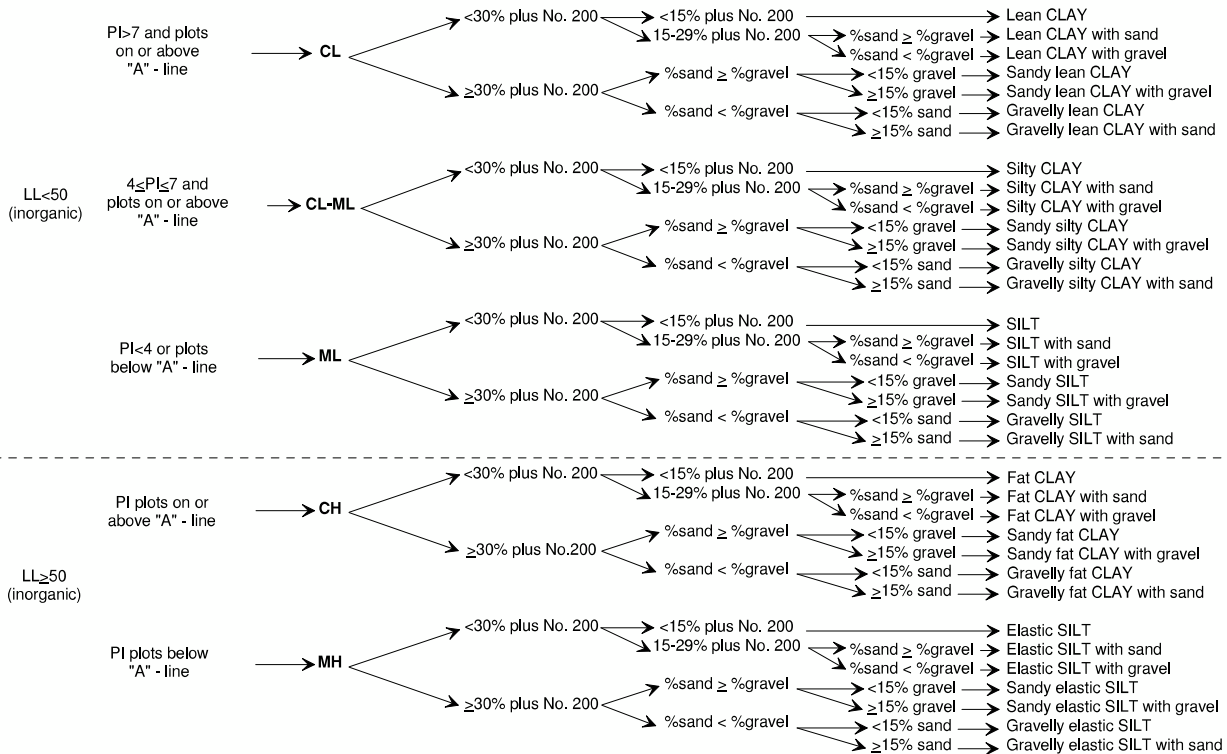 <30% plus No. 200 <15% plus No. 200 Lean CLAY
PI>7 and plots on or above "A" - line CL 15-29% plus No. 200 %sand ≥ %gravel Lean CLAY with sand
%sand < %gravel Lean CLAY with gravel
≥30% plus No. 200 %sand ≥ %gravel <15% gravel Sandy lean CLAY
≥15% gravel Sandy lean CLAY with gravel
%sand < %gravel <15% sand Gravelly lean CLAY
≥15% sand Gravelly lean CLAY with sand
<30% plus No. 200 <15% plus No. 200 Silty CLAY
LL<50 (inorganic) 4≤PI≤7 and plots on or above "A" - line CL-ML 15-29% plus No. 200 %sand ≥ %gravel Silty CLAY with sand
%sand < %gravel Silty CLAY with gravel
≥30% plus No. 200 %sand ≥ %gravel <15% gravel Sandy silty CLAY
≥15% gravel Sandy silty CLAY with gravel
%sand < %gravel <15% sand Gravelly silty CLAY
≥15% sand Gravelly silty CLAY with sand
<30% plus No. 200 <15% plus No. 200 SILT
PI<4 or plots below "A" - line ML 15-29% plus No. 200 %sand ≥ %gravel SILT with sand
%sand < %gravel SILT with gravel
≥30% plus No. 200 %sand ≥ %gravel <15% gravel Sandy SILT
≥15% gravel Sandy SILT with gravel
%sand < %gravel <15% sand Gravelly SILT
≥15% sand Gravelly SILT with sand
<30% plus No. 200 <15% plus No. 200 Fat CLAY
PI plots on or above "A" - line CH 15-29% plus No. 200 %sand ≥ %gravel Fat CLAY with sand
%sand < %gravel Fat CLAY with gravel
≥30% plus No.200 %sand ≥ %gravel <15% gravel Sandy fat CLAY
≥15% gravel Sandy fat CLAY with gravel
LL≥50 (inorganic) %sand < %gravel <15% sand Gravelly fat CLAY
≥15% sand Gravelly fat CLAY with sand
<30% plus No. 200 <15% plus No. 200 Elastic SILT
PI plots below "A" - line MH 15-29% plus No. 200 %sand ≥ %gravel Elastic SILT with sand
%sand < %gravel Elastic SILT with gravel
≥30% plus No. 200 %sand ≥ %gravel <15% gravel Sandy elastic SILT
≥15% gravel Sandy elastic SILT with gravel
%sand < %gravel <15% sand Gravelly elastic SILT
≥15% sand Gravelly elastic SILT with sand